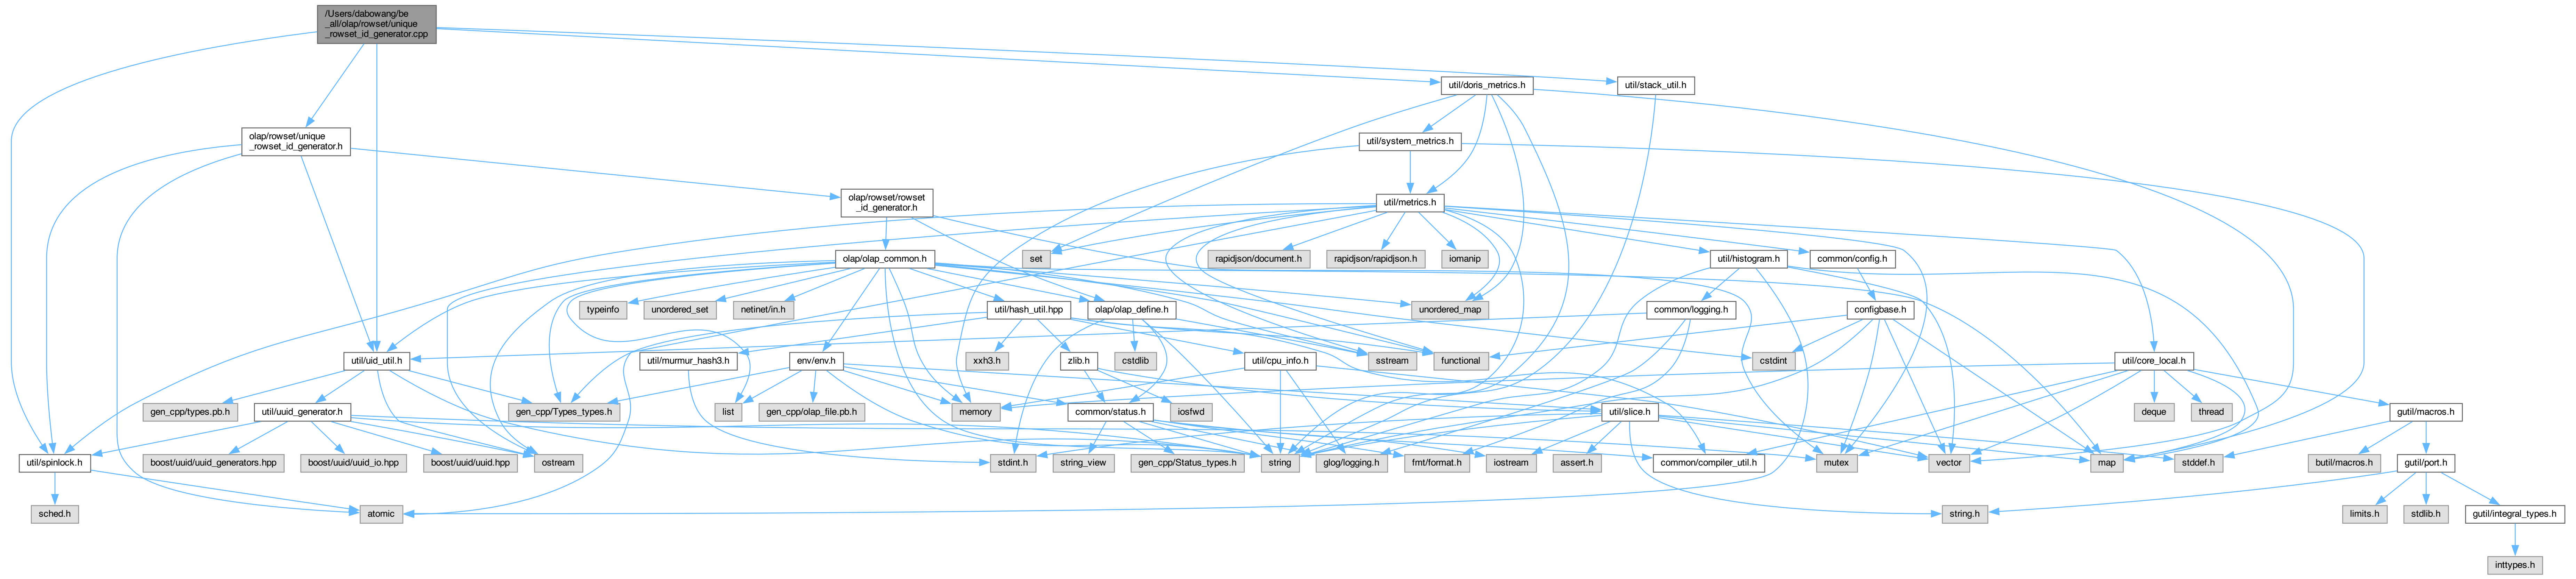 /Users/dabowang/be
_all/olap/rowset/unique
_rowset_id_generator.cpp
util/doris_metrics.h
util/stack_util.h
olap/rowset/unique
_rowset_id_generator.h
util/system_metrics.h
olap/rowset/rowset
_id_generator.h
util/metrics.h
olap/olap_common.h
set
rapidjson/document.h
rapidjson/rapidjson.h
iomanip
util/histogram.h
common/config.h
typeinfo
unordered_set
netinet/in.h
util/hash_util.hpp
olap/olap_define.h
unordered_map
common/logging.h
configbase.h
util/uid_util.h
util/murmur_hash3.h
env/env.h
xxh3.h
zlib.h
cstdlib
util/cpu_info.h
sstream
functional
cstdint
util/core_local.h
gen_cpp/types.pb.h
util/uuid_generator.h
gen_cpp/Types_types.h
list
gen_cpp/olap_file.pb.h
memory
common/status.h
iosfwd
util/slice.h
deque
thread
gutil/macros.h
util/spinlock.h
boost/uuid/uuid_generators.hpp
boost/uuid/uuid_io.hpp
boost/uuid/uuid.hpp
ostream
stdint.h
string_view
gen_cpp/Status_types.h
string
glog/logging.h
fmt/format.h
iostream
assert.h
common/compiler_util.h
mutex
vector
map
stddef.h
butil/macros.h
gutil/port.h
sched.h
atomic
string.h
limits.h
stdlib.h
gutil/integral_types.h
inttypes.h